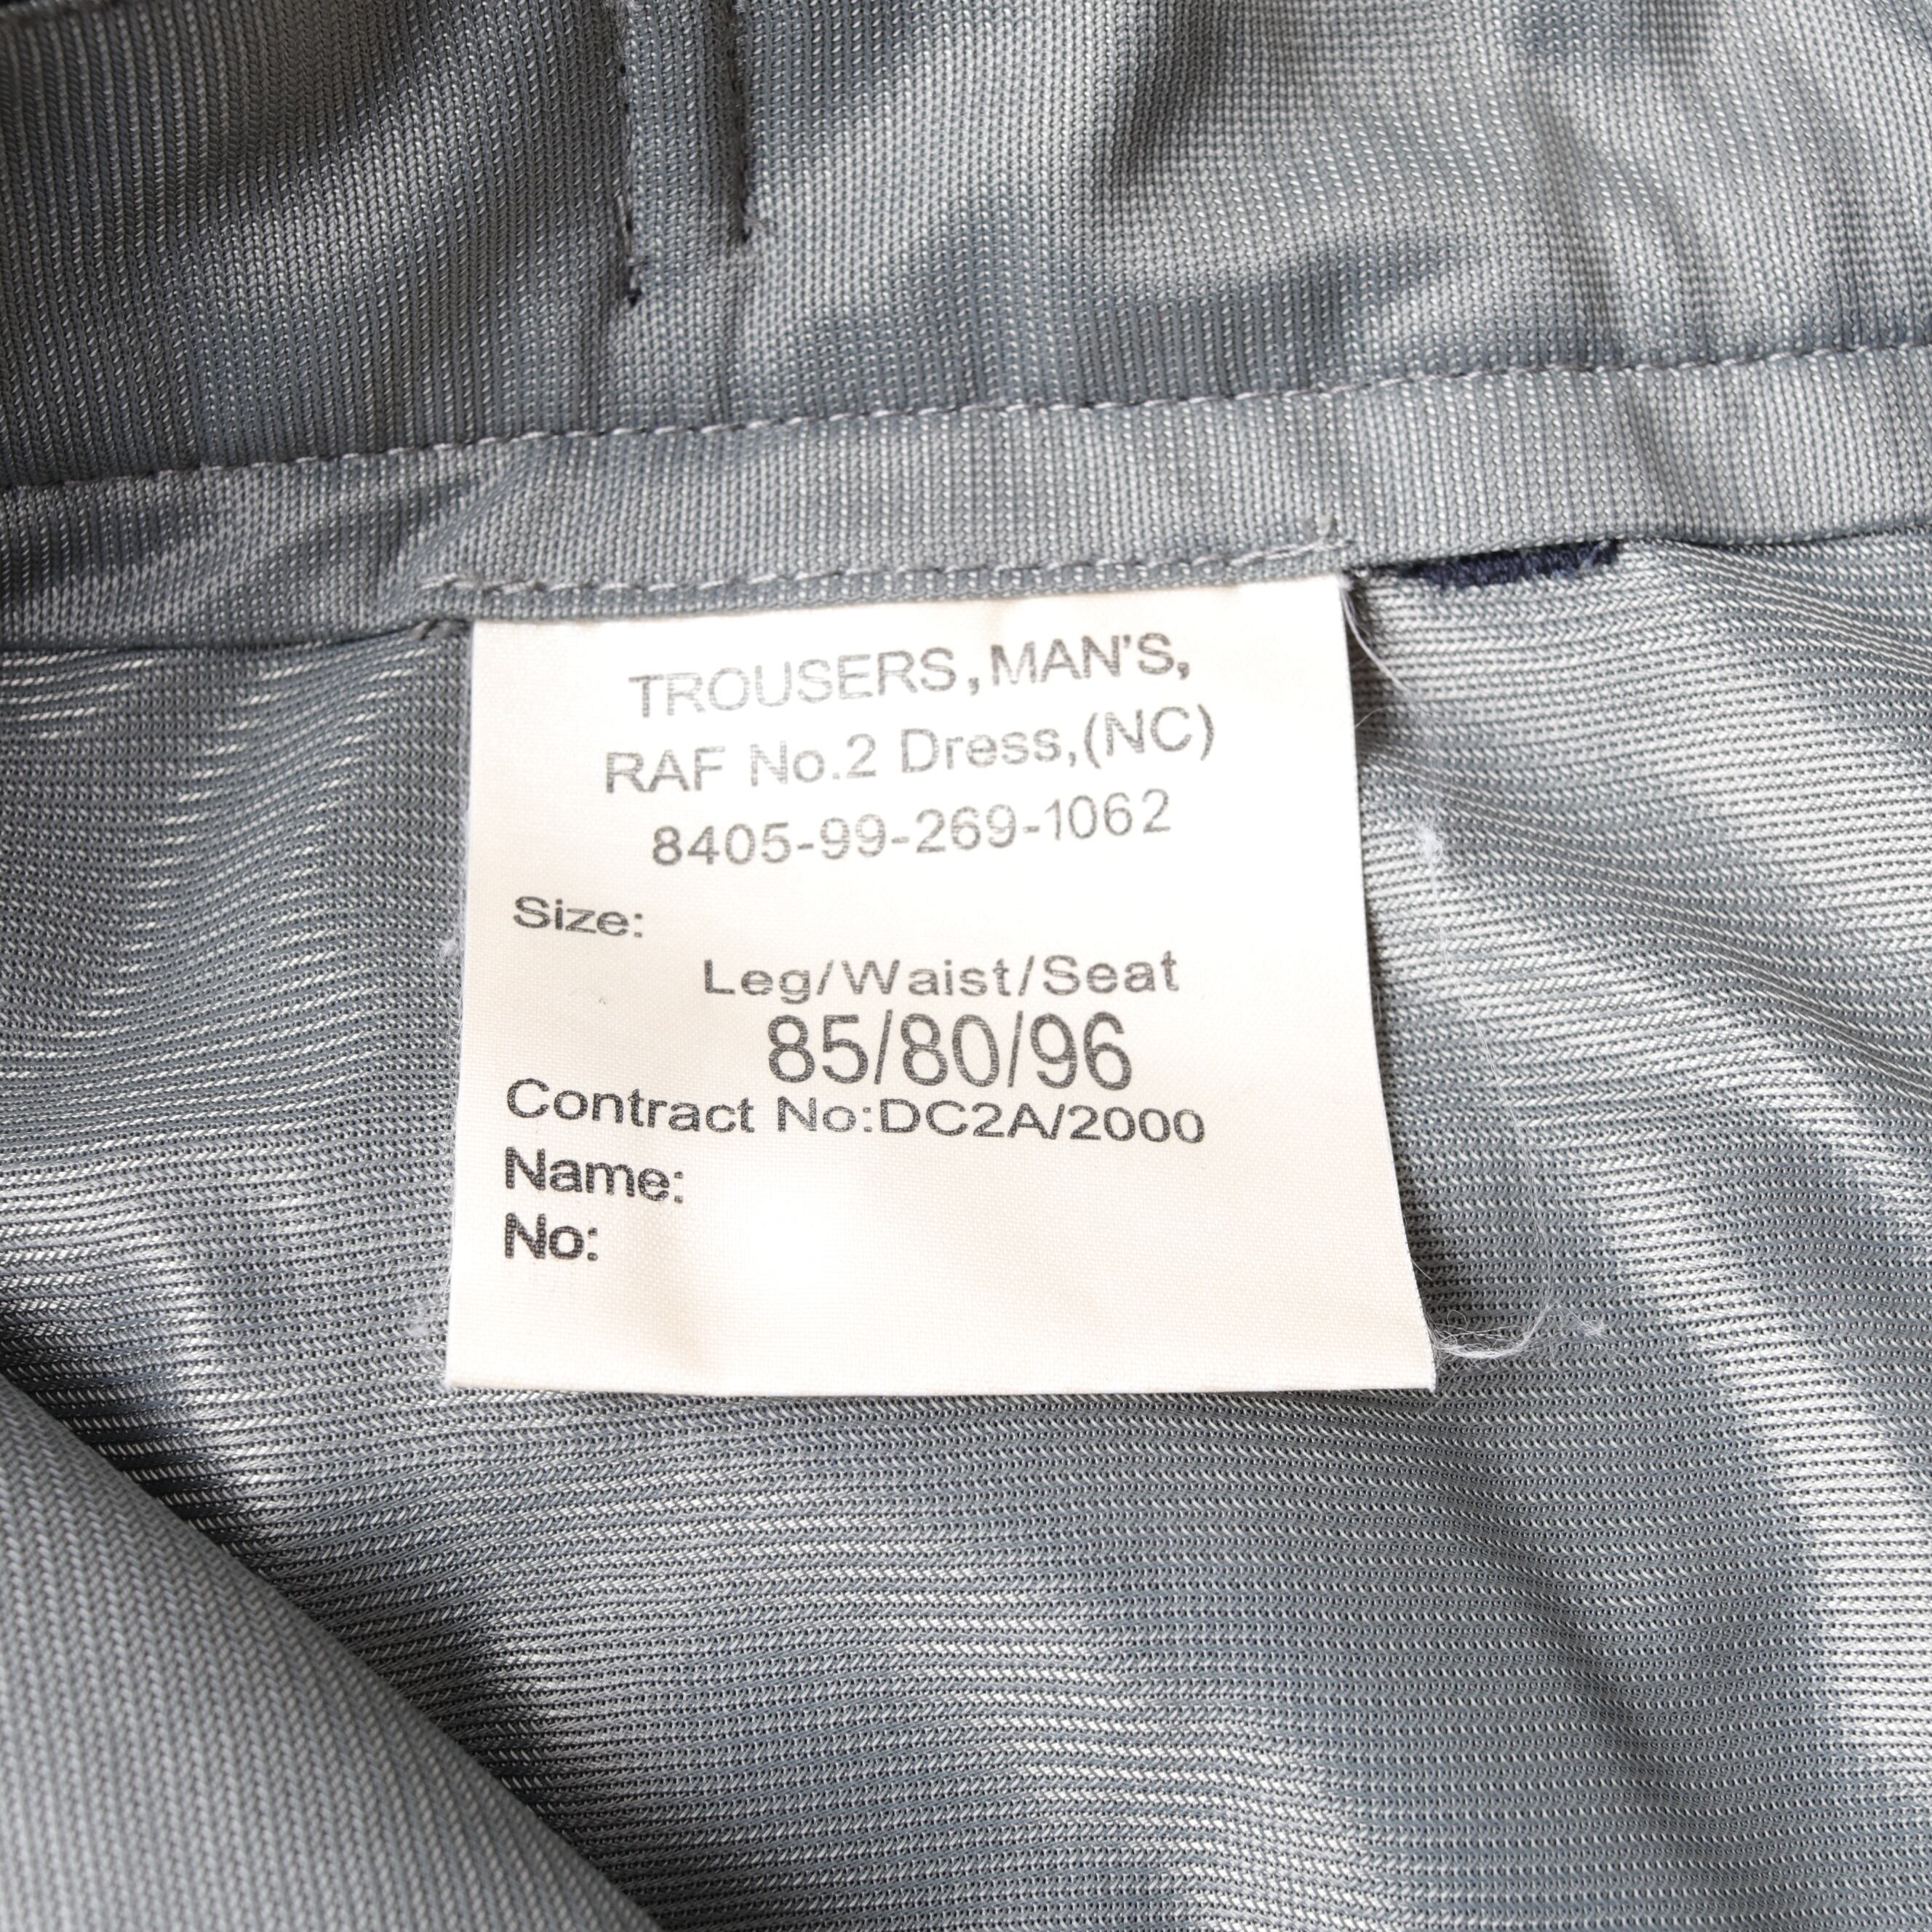 TROUSERS, MAN'S,
RAF No.2 Dress,(NC)
8405-99-269-1062
Size:
Leg/Waist/Seat
85/80/96
Contract No:DC2A/2000
Name:
No: